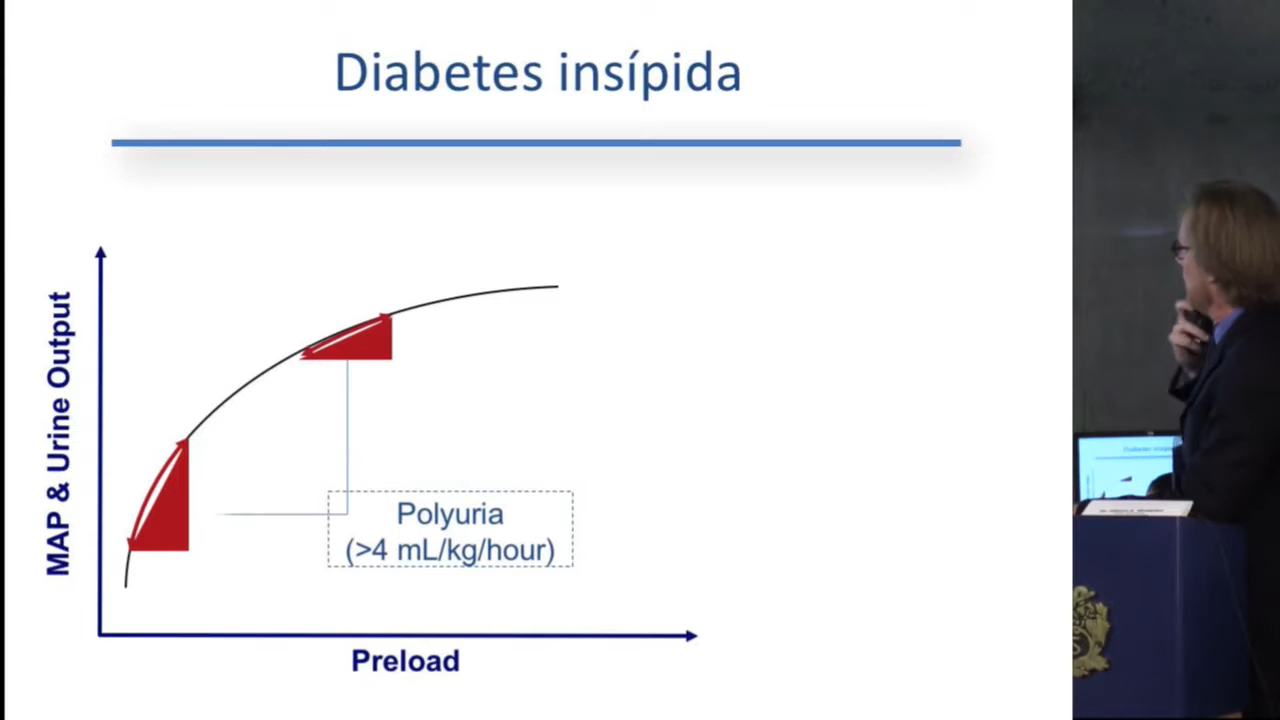 Diabetes insípida
MAP & Urine Output
Polyuria
(>4 mL/kg/hour)
Preload